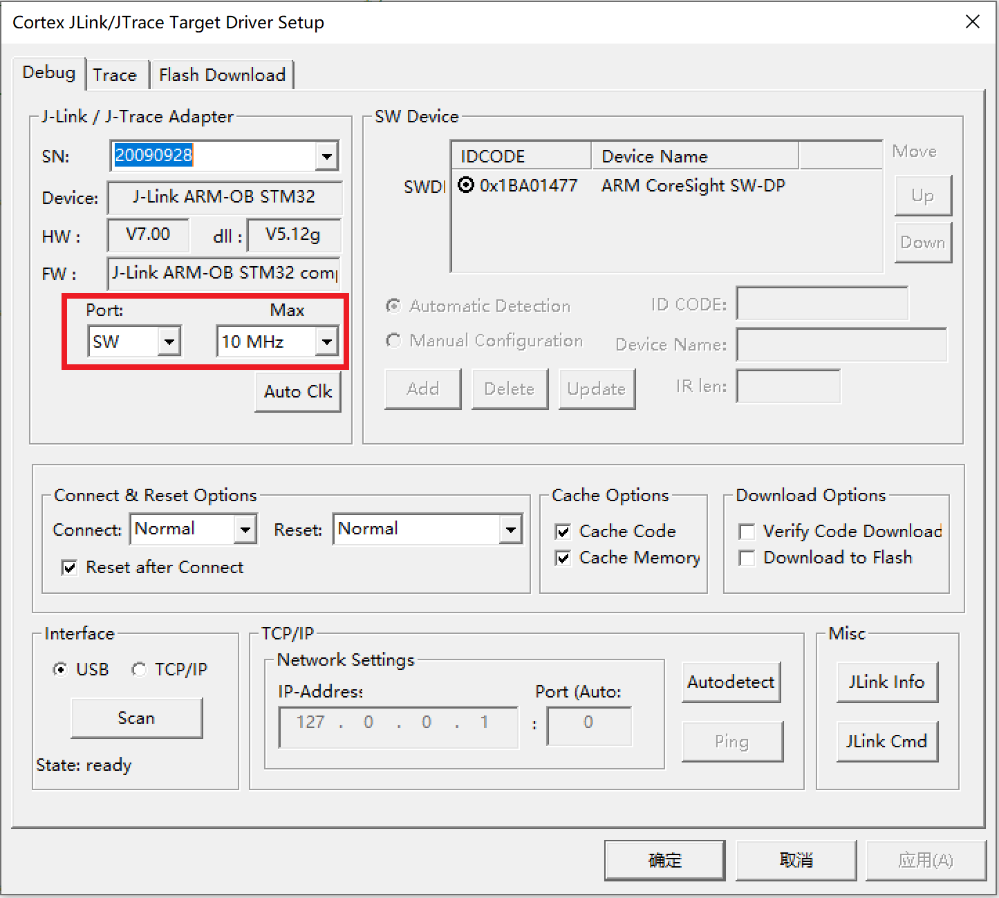 Cortex JLink/JTrace Target Driver Setup
Debug
Trace
Flash Download
J-Link / J-Trace Adapter
SN:
20090928
Device:
J-Link ARM-OB STM32
HW :
V7.00
dll :
V5.12g
FW :
J-Link ARM-OB STM32 comp
Port:
Max
SW
10 MHz
Auto Clk
SW Device
IDCODE
Device Name
SWDI
0x1BA01477
ARM CoreSight SW-DP
Move
Up
Down
Automatic Detection
Manual Configuration
ID CODE:
Device Name:
IR len:
Add
Delete
Update
Connect & Reset Options
Connect:
Normal
Reset:
Normal
Reset after Connect
Cache Options
Cache Code
Cache Memory
Download Options
Verify Code Download
Download to Flash
Interface
USB
TCP/IP
Scan
State: ready
TCP/IP
Network Settings
IP-Address
Port (Auto:
127 . 0 . 0 . 1
:
0
Autodetect
Ping
Misc
JLink Info
JLink Cmd
确定
取消
应用(A)